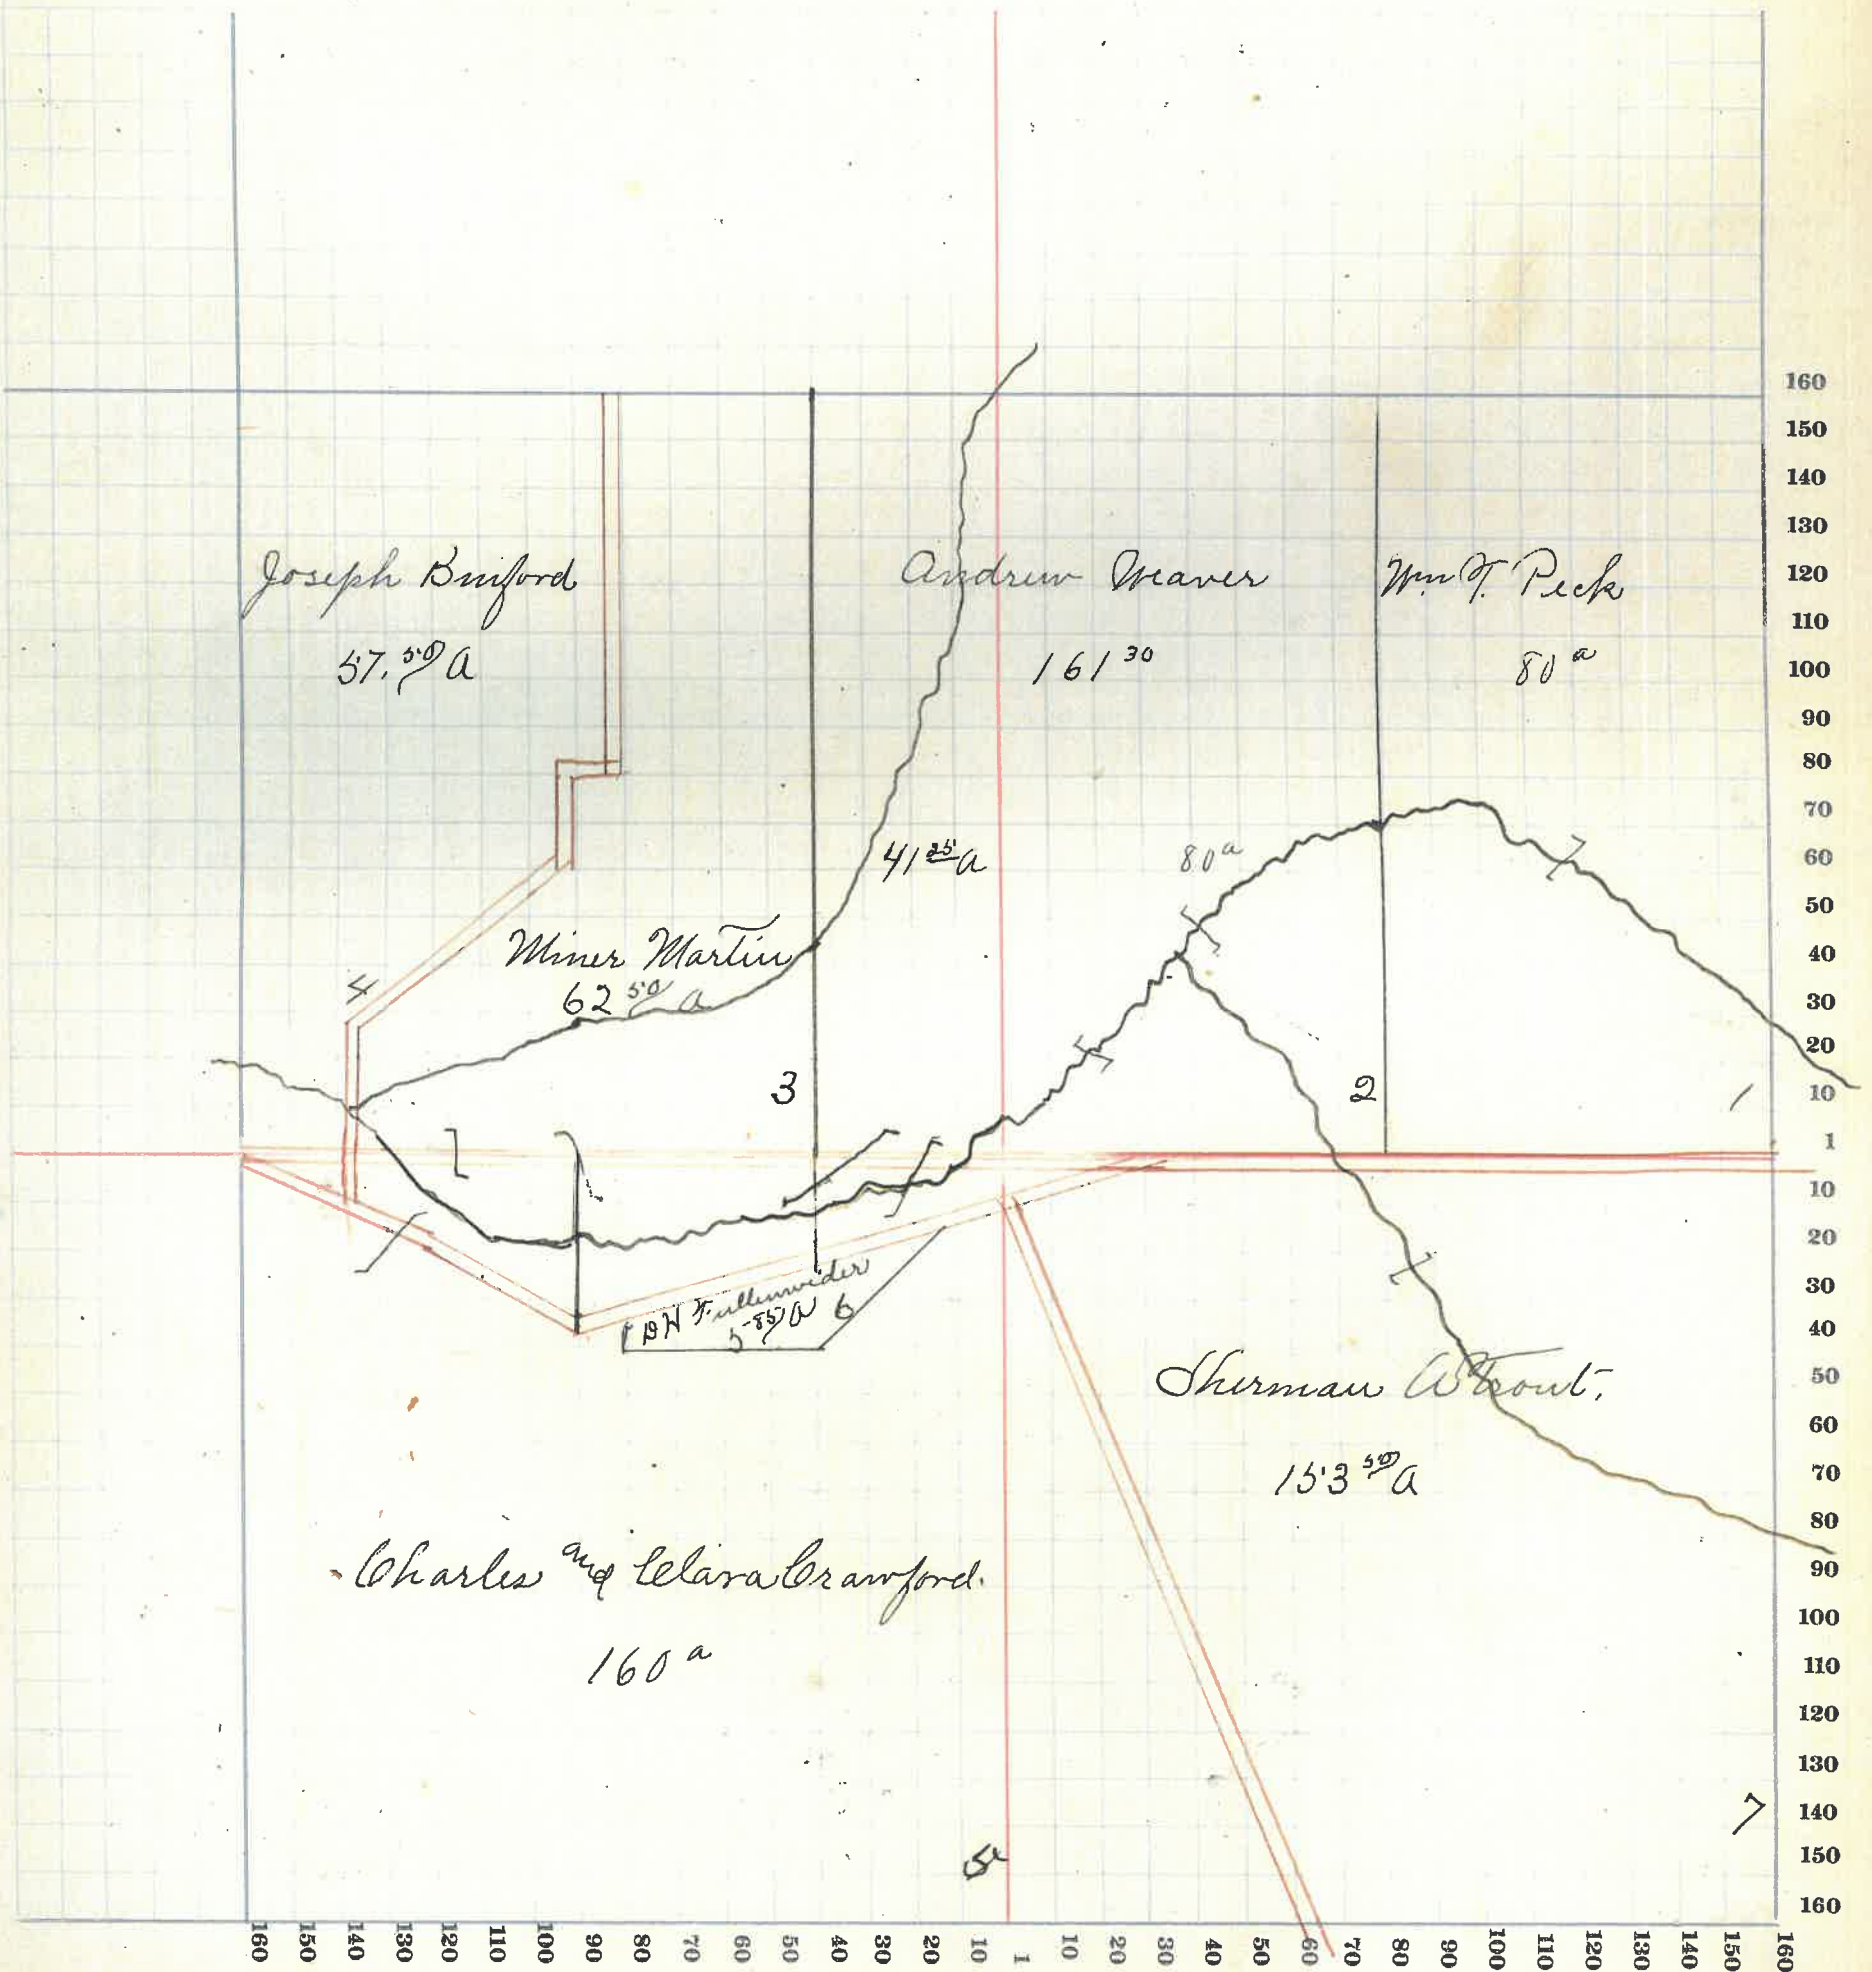 Joseph Binford
57.50 A
Andrew Weaver
161 30
Wm. T. Peck
80 a
41 25 A
80 a
Miner Martin
62 50 a
4
3
2
1
DH Fullenwider
5 85 A 6
Sherman A Trout.
153 50 A
Charles and Clara Crawford.
160 a
5
7
160
150
140
130
120
110
100
90
80
70
60
50
40
30
20
10
1
10
20
30
40
50
60
70
80
90
100
110
120
130
140
150
160
160 150 140 130 120 110 100 90 80 70 60 50 40 30 20 10 1 10 20 30 40 50 60 70 80 90 100 110 120 130 140 150 160